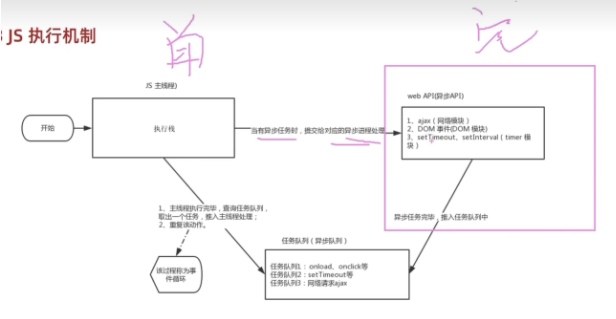 JS 执行机制
单
JS 主线程)
web API(异步API)
开始
执行栈
当有异步任务时，提交给对应的异步进程处理
1、ajax（网络模块）
2、DOM 事件(DOM 模块)
3、setTimeout、setInterval（timer 模
块）
1、主线程执行完毕，查询任务队列，
取出一个任务，推入主线程处理；
2、重复该动作。
异步任务完毕，推入任务队列中
任务队列（异步队列）
该过程称为事
件循环
任务队列1：onload、onclick等
任务队列2：setTimeout等
任务队列3：网络请求ajax